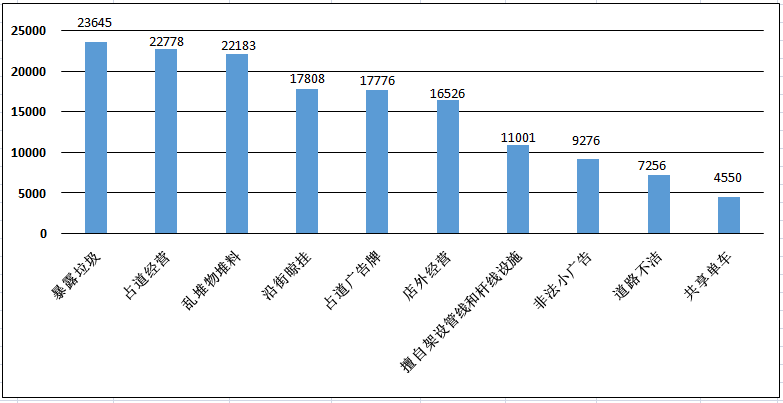 23645
22778
22183
17808
17776
16526
11001
9276
7256
4550
25000
20000
15000
10000
5000
0
暴露垃圾
占道经营
乱堆物堆料
沿街晾挂
占道广告牌
店外经营
擅自架设管线和杆线设施
非法小广告
道路不洁
共享单车